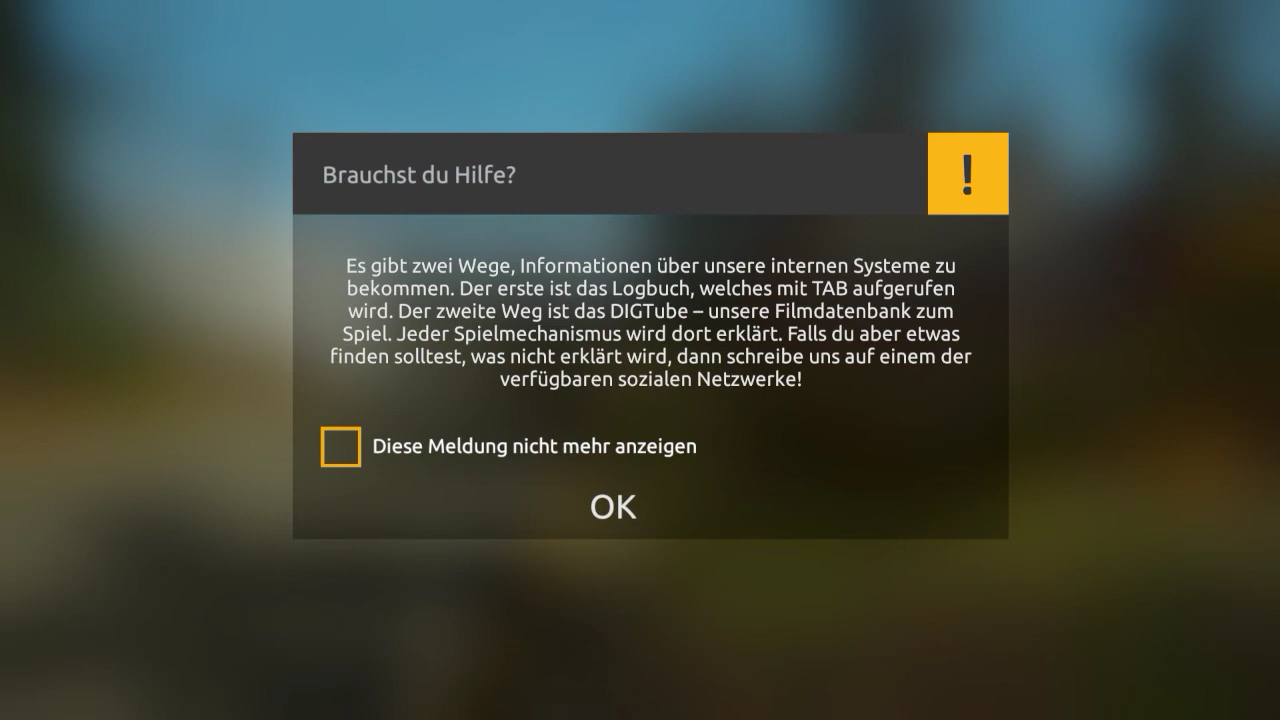 Brauchst du Hilfe?
!
Es gibt zwei Wege, Informationen über unsere internen Systeme zu
bekommen. Der erste ist das Logbuch, welches mit TAB aufgerufen
wird. Der zweite Weg ist das DIGTube – unsere Filmdatenbank zum
Spiel. Jeder Spielmechanismus wird dort erklärt. Falls du aber etwas
finden solltest, was nicht erklärt wird, dann schreibe uns auf einem der
verfügbaren sozialen Netzwerke!
Diese Meldung nicht mehr anzeigen
OK